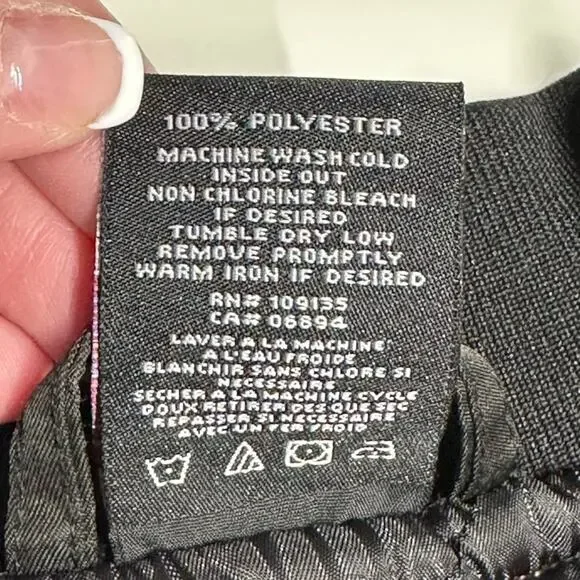 100% POLYESTER
MACHINE WASH COLD
INSIDE OUT
NON CHLORINE BLEACH
IF DESIRED
TUMBLE DRY LOW
REMOVE PROMPTLY
WARM IRON IF DESIRED
RN# 109135
CA# 06894
LAVER A LA MACHINE
A L'EAU FROIDE
BLANCHIR SANS CHLORE SI
NECESSAIRE
SECHER A LA MACHINE CYCLE
DOUX RETIRER DES QUE SEC
REPASSER SI NECESSAIRE
AVEC UN FER FROID